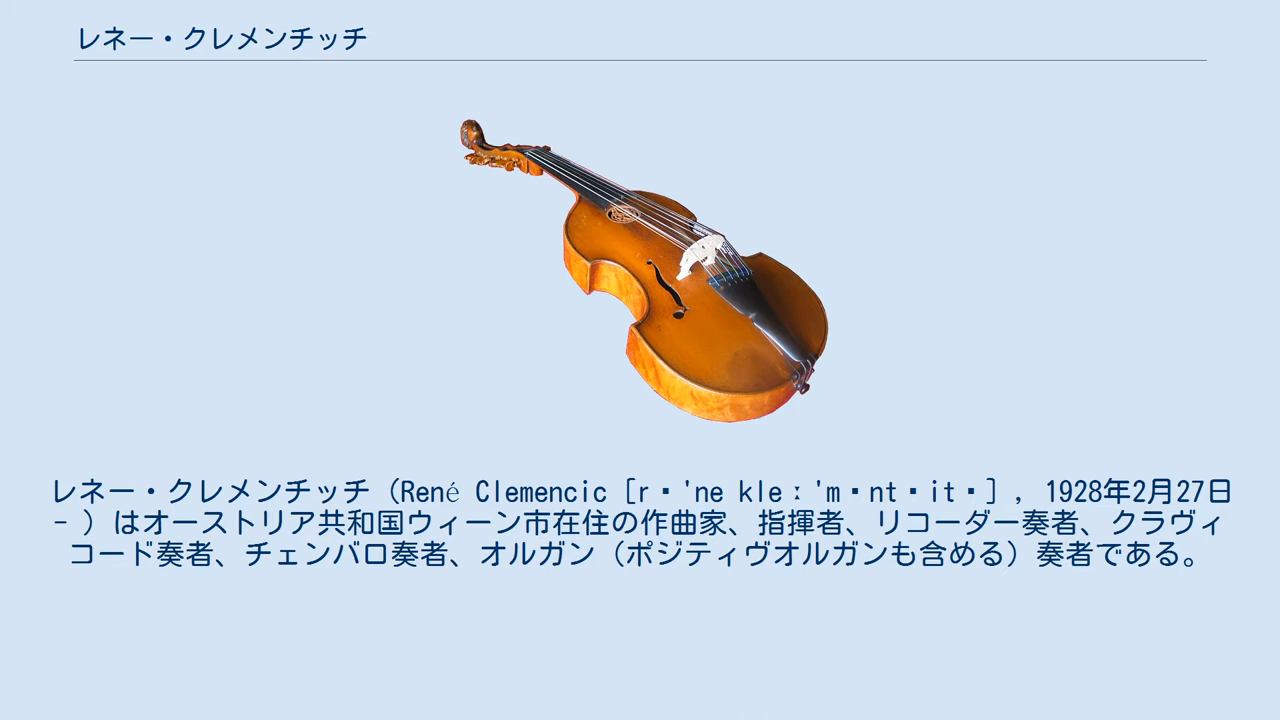 レネー・クレメンチッチ
レネー・クレメンチッチ（René Clemencic [r·'ne kleː'm·nt·it·] , 1928年2月27日
- ）はオーストリア共和国ウィーン市在住の作曲家、指揮者、リコーダー奏者、クラヴィ
コード奏者、チェンバロ奏者、オルガン（ポジティヴオルガンも含める）奏者である。